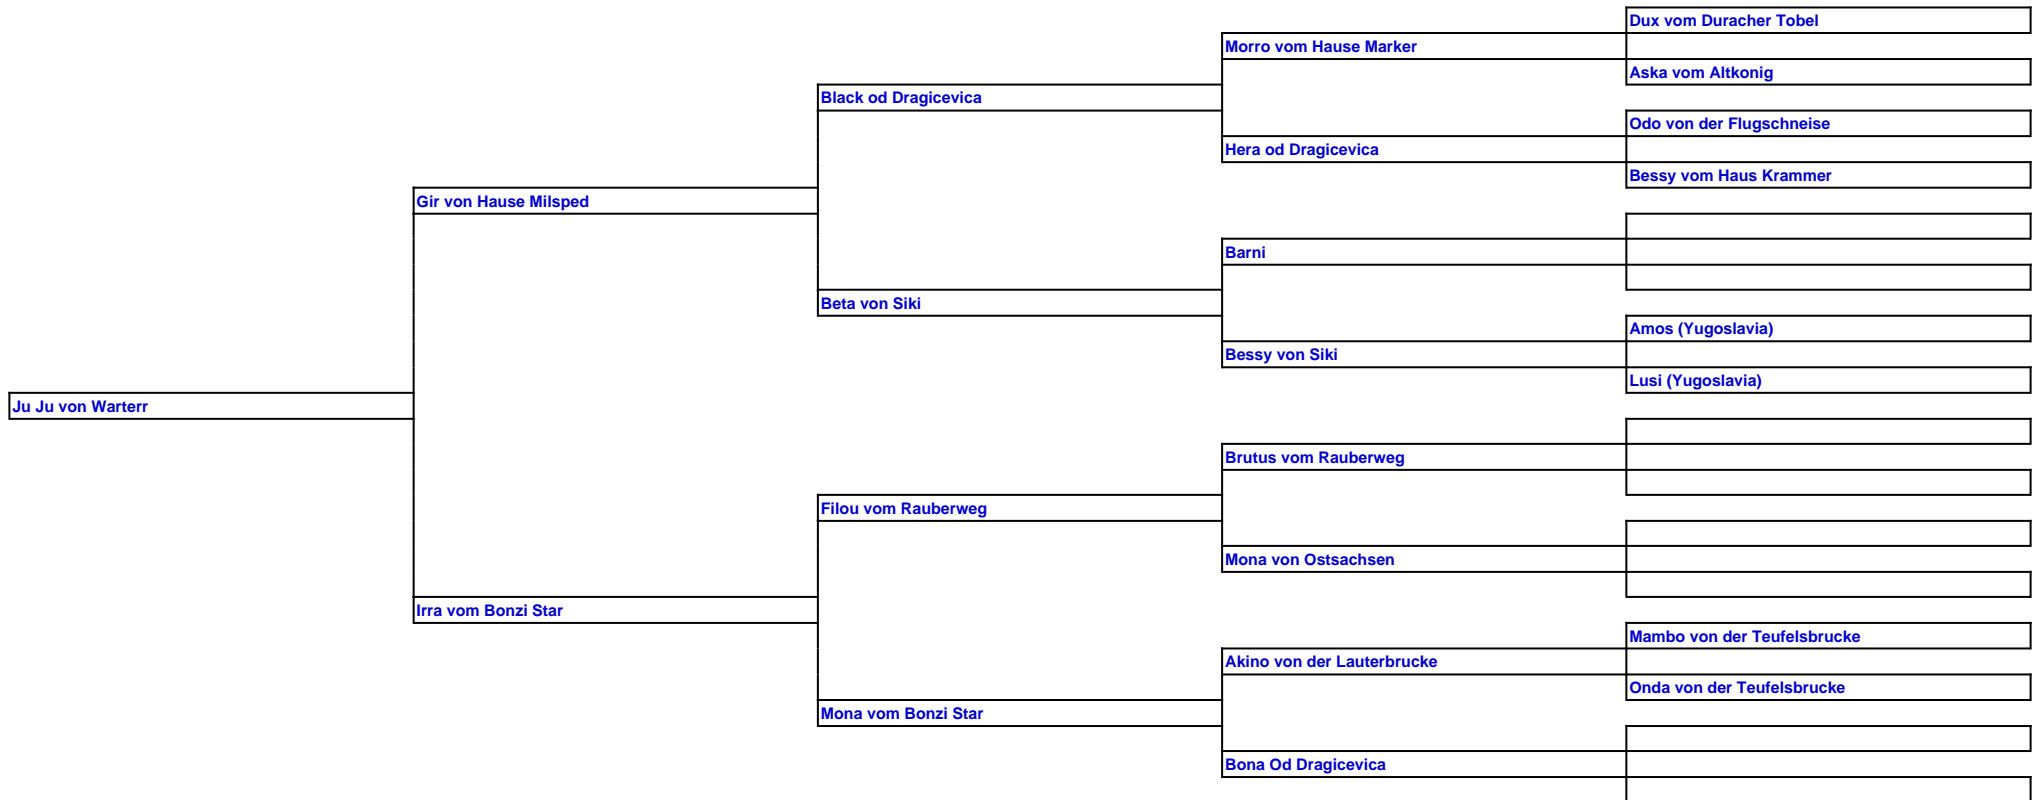 Dux vom Duracher Tobel
Morro vom Hause Marker
Aska vom Altkonig
Black od Dragicevica
Odo von der Flugschneise
Hera od Dragicevica
Bessy vom Haus Krammer
Gir von Hause Milsped
Barni
Beta von Siki
Amos (Yugoslavia)
Bessy von Siki
Lusi (Yugoslavia)
Ju Ju von Warterr
Brutus vom Rauberweg
Filou vom Rauberweg
Mona von Ostsachsen
Irra vom Bonzi Star
Mambo von der Teufelsbrucke
Akino von der Lauterbrucke
Onda von der Teufelsbrucke
Mona vom Bonzi Star
Bona Od Dragicevica